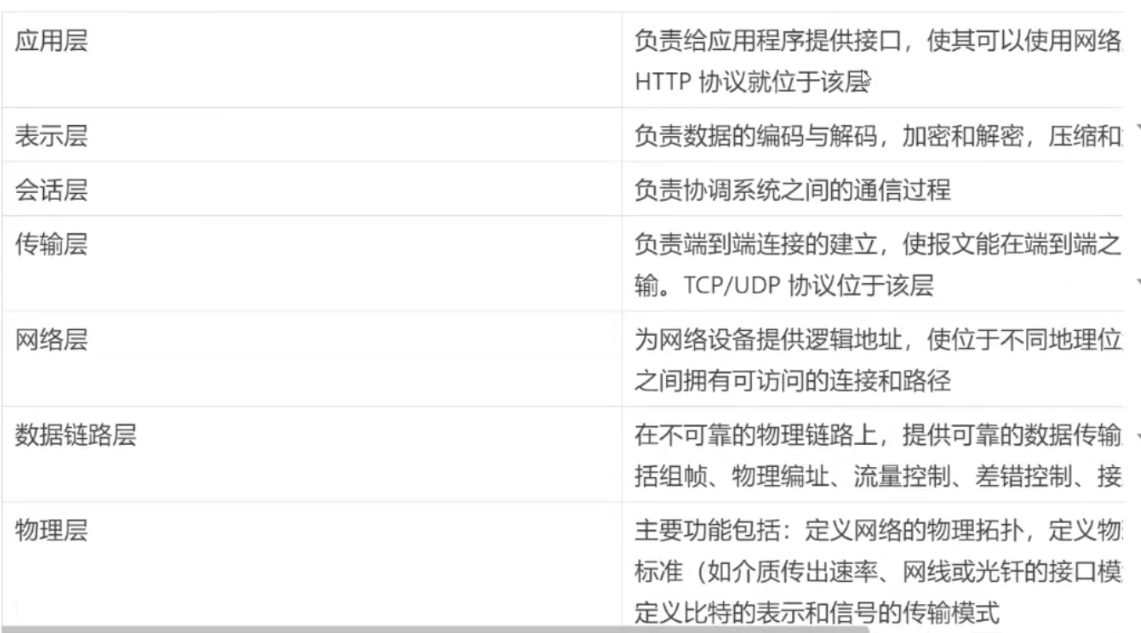 应用层
负责给应用程序提供接口，使其可以使用网络
HTTP 协议就位于该层
表示层
负责数据的编码与解码，加密和解密，压缩和
会话层
负责协调系统之间的通信过程
传输层
负责端到端连接的建立，使报文能在端到端之
输。TCP/UDP 协议位于该层
网络层
为网络设备提供逻辑地址，使位于不同地理位
之间拥有可访问的连接和路径
数据链路层
在不可靠的物理链路上，提供可靠的数据传输
括组帧、物理编址、流量控制、差错控制、接
物理层
主要功能包括：定义网络的物理拓扑，定义物
标准（如介质传出速率、网线或光钎的接口模
定义比特的表示和信号的传输模式